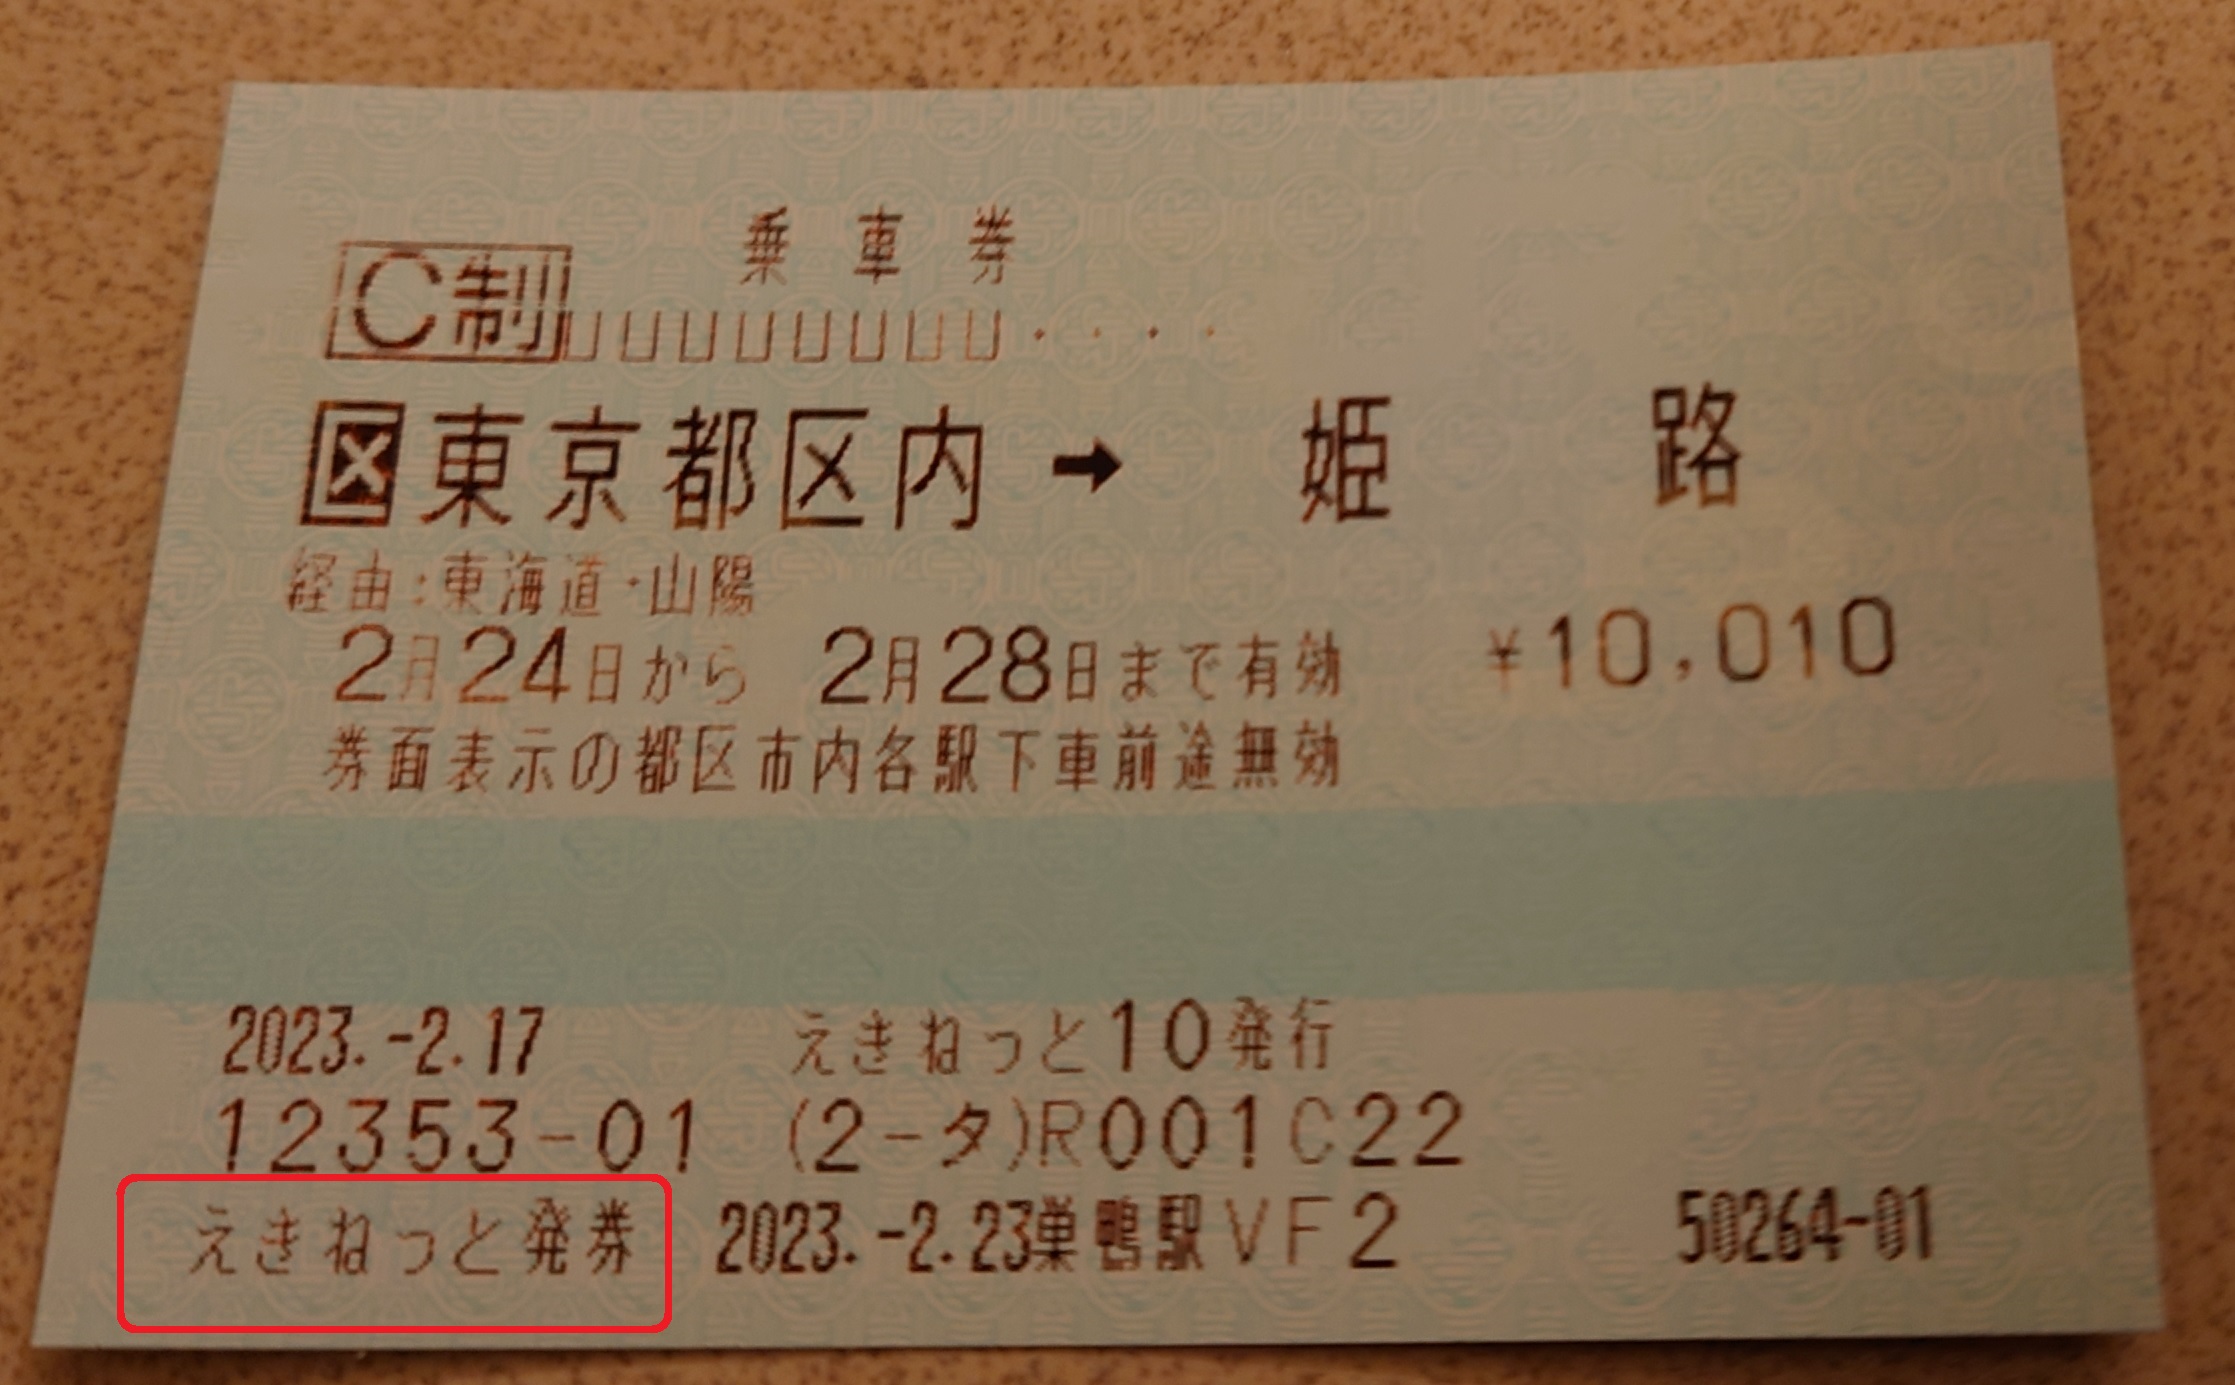 乗車券
C制
区東京都区内 → 姫路
経由:東海道・山陽
2月24日から 2月28日まで有効 ¥10,010
券面表示の都区市内各駅下車前途無効
2023.-2.17 えきねっと10発行
12353-01 (2-タ)R001C22
えきねっと発券 2023.-2.23巣鴨駅VF2 50264-01